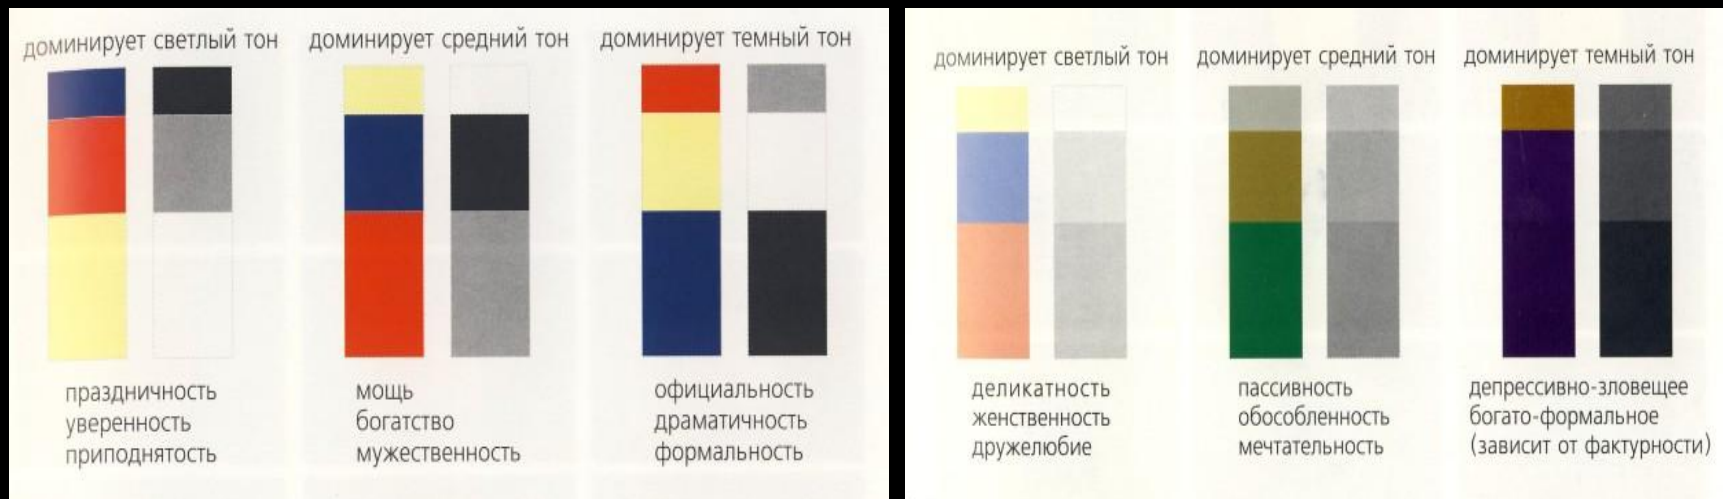 доминирует светлый тон
доминирует средний тон
доминирует темный тон
праздничность
уверенность
приподнятость
мощь
богатство
мужественность
официальность
драматичность
формальность
доминирует светлый тон
доминирует средний тон
доминирует темный тон
деликатность
женственность
дружелюбие
пассивность
обособленность
мечтательность
депрессивно-зловещее
богато-формальное
(зависит от фактурности)